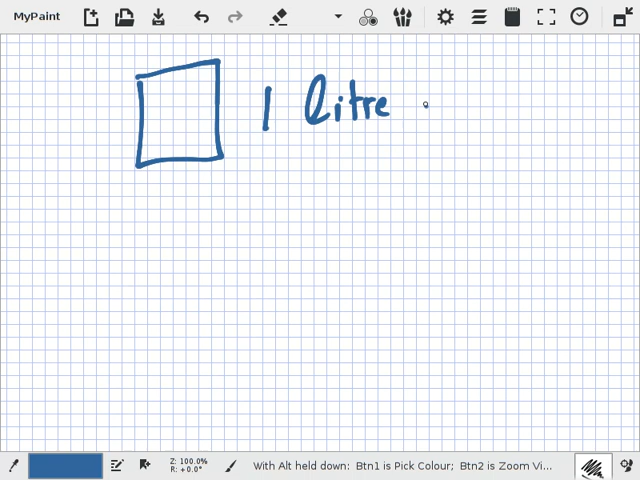 MyPaint
1 litre
Z: 100.0%
R: +0.0°
With Alt held down: Btn1 is Pick Colour; Btn2 is Zoom Vi...